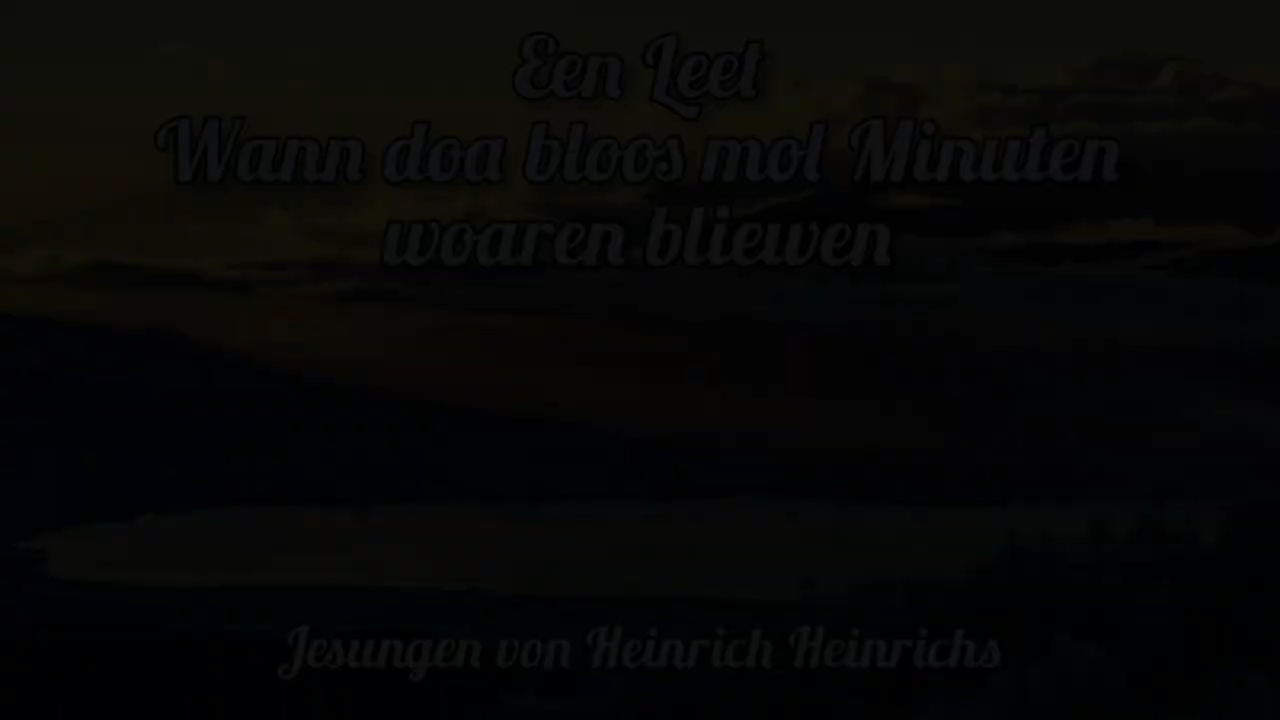 Een Leet
Wann doa bloos mol Minuten
woaren bliewen
Jesungen von Heinrich Heinrichs